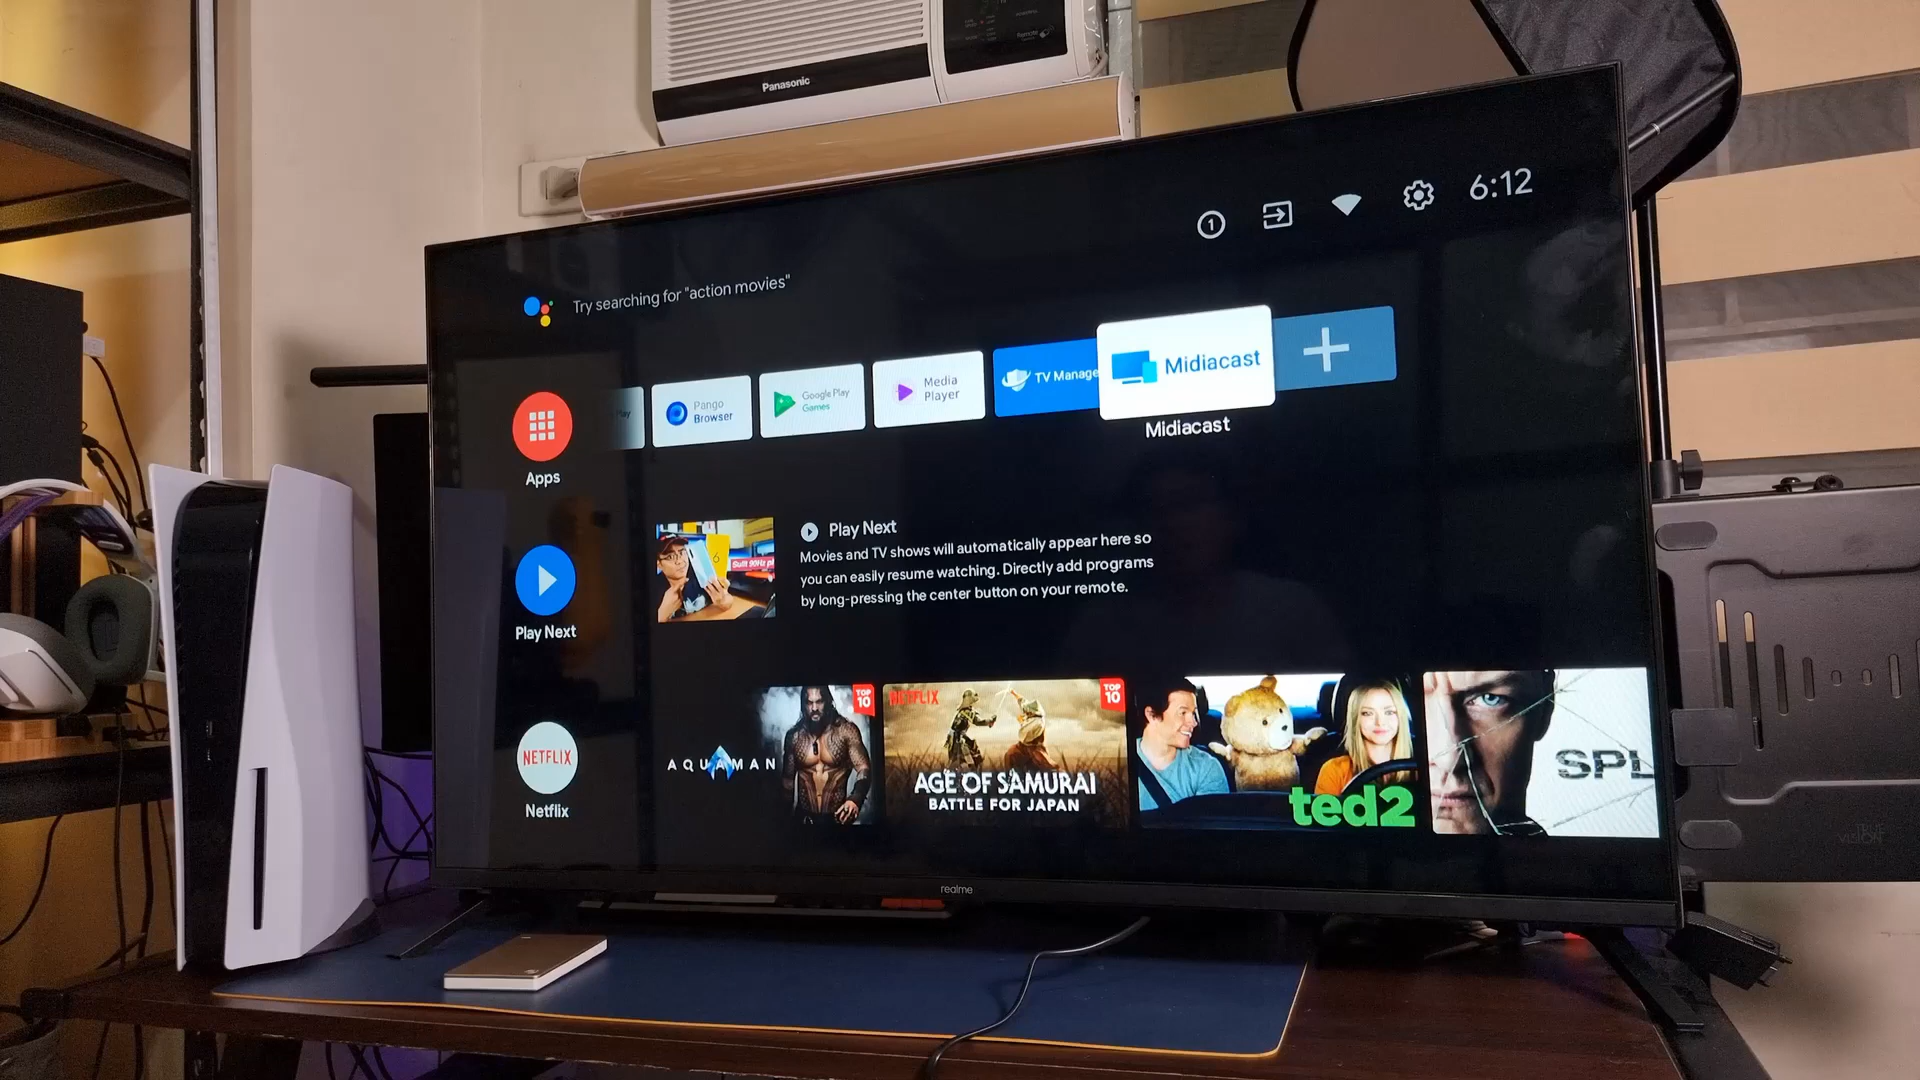 Panasonic
6:12
1
Try searching for "action movies"
Pango
Browser
Google Play
Games
Media
Player
TV Manage
Midiacast
Midiacast
Apps
Play Next
Movies and TV shows will automatically appear here so
you can easily resume watching. Directly add programs
by long-pressing the center button on your remote.
Play Next
NETFLIX
Netflix
AQUAMAN
TOP
10
NETFLIX
TOP
10
AGE OF SAMURAI
BATTLE FOR JAPAN
ted2
SPL
realme